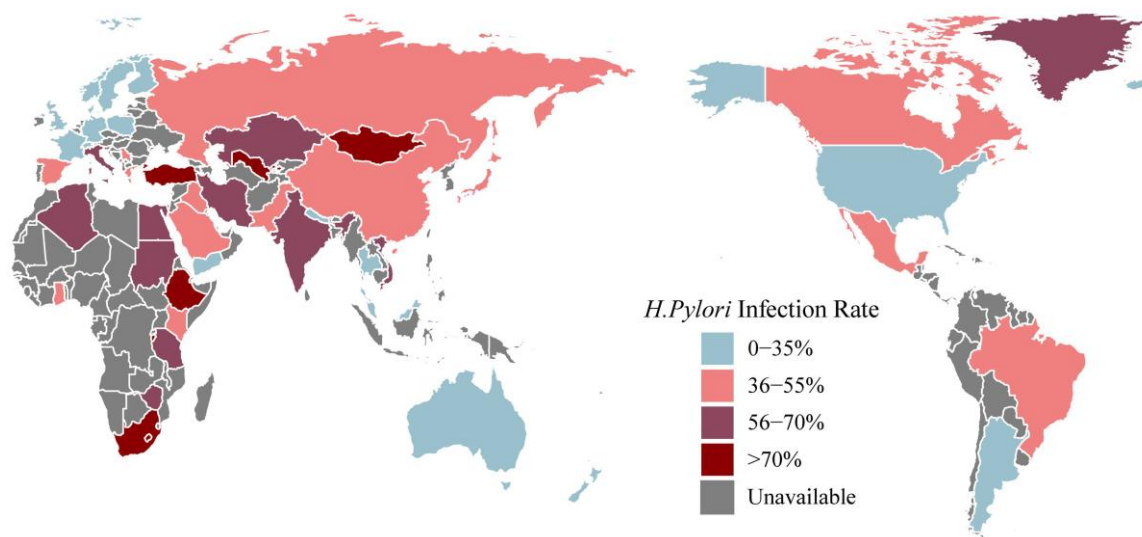 H.Pylori Infection Rate
0−35%
36−55%
56−70%
>70%
Unavailable